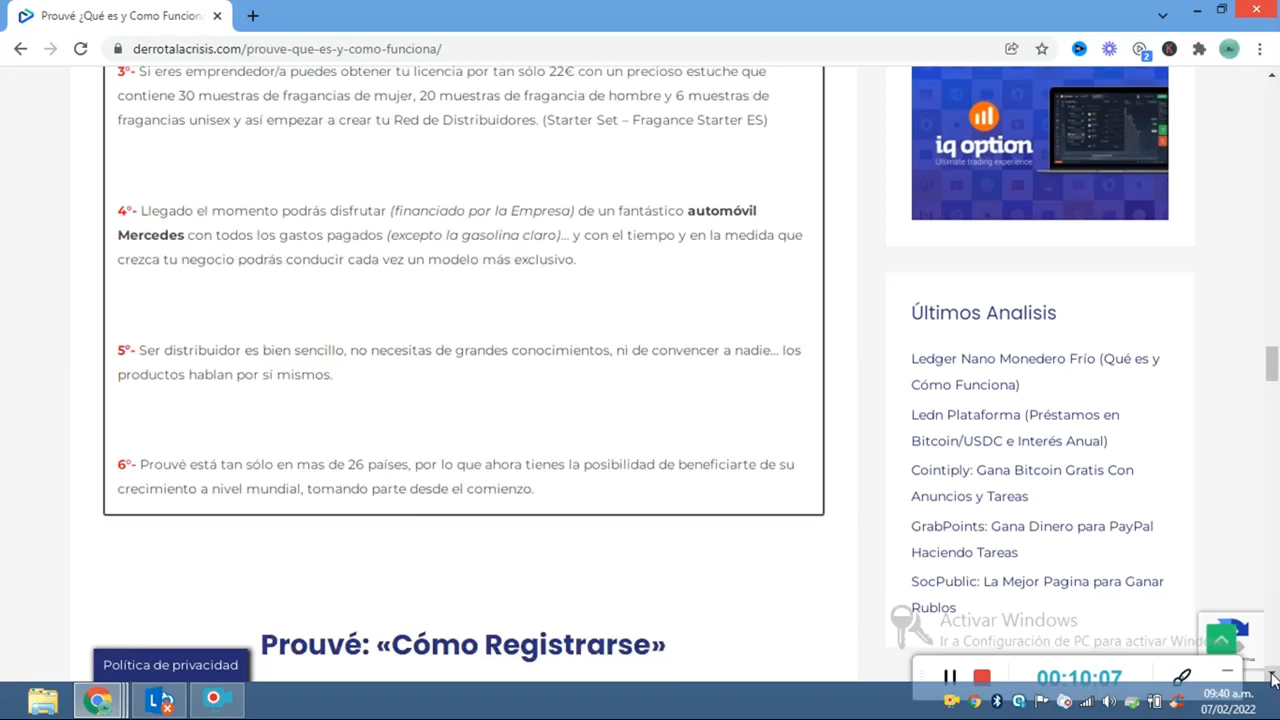 Prouvé ¿Qué es y Como Funcion
derrotalacrisis.com/prouve-que-es-y-como-funciona/
2
3°- Si eres emprendedor/a puedes obtener tu licencia por tan sólo 22€ con un precioso estuche que
contiene 30 muestras de fragancias de mujer, 20 muestras de fragancia de hombre y 6 muestras de
fragancias unisex y así empezar a crear tu Red de Distribuidores. (Starter Set – Fragance Starter ES)
4°- Llegado el momento podrás disfrutar (financiado por la Empresa) de un fantástico automóvil
Mercedes con todos los gastos pagados (excepto la gasolina claro)… y con el tiempo y en la medida que
crezca tu negocio podrás conducir cada vez un modelo más exclusivo.
5º- Ser distribuidor es bien sencillo, no necesitas de grandes conocimientos, ni de convencer a nadie… los
productos hablan por sí mismos.
6°- Prouvé está tan sólo en mas de 26 países, por lo que ahora tienes la posibilidad de beneficiarte de su
crecimiento a nivel mundial, tomando parte desde el comienzo.
Prouvé: «Cómo Registrarse»
Política de privacidad
iq option
Ultimate trading experience
Últimos Analisis
Ledger Nano Monedero Frío (Qué es y
Cómo Funciona)
Ledn Plataforma (Préstamos en
Bitcoin/USDC e Interés Anual)
Cointiply: Gana Bitcoin Gratis Con
Anuncios y Tareas
GrabPoints: Gana Dinero para PayPal
Haciendo Tareas
SocPublic: La Mejor Pagina para Ganar
Rublos
Activar Windows
Ir a Configuración de PC para activar
00:10:07
09:40 a.m.
07/02/2022